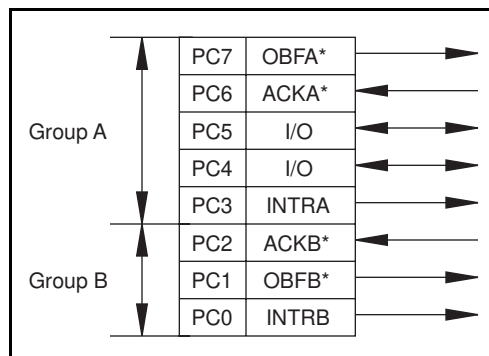 PC7 OBFA*
PC6 ACKA*
Group A PC5 I/O
PC4 I/O
PC3 INTRA
PC2 ACKB*
Group B PC1 OBFB*
PC0 INTRB